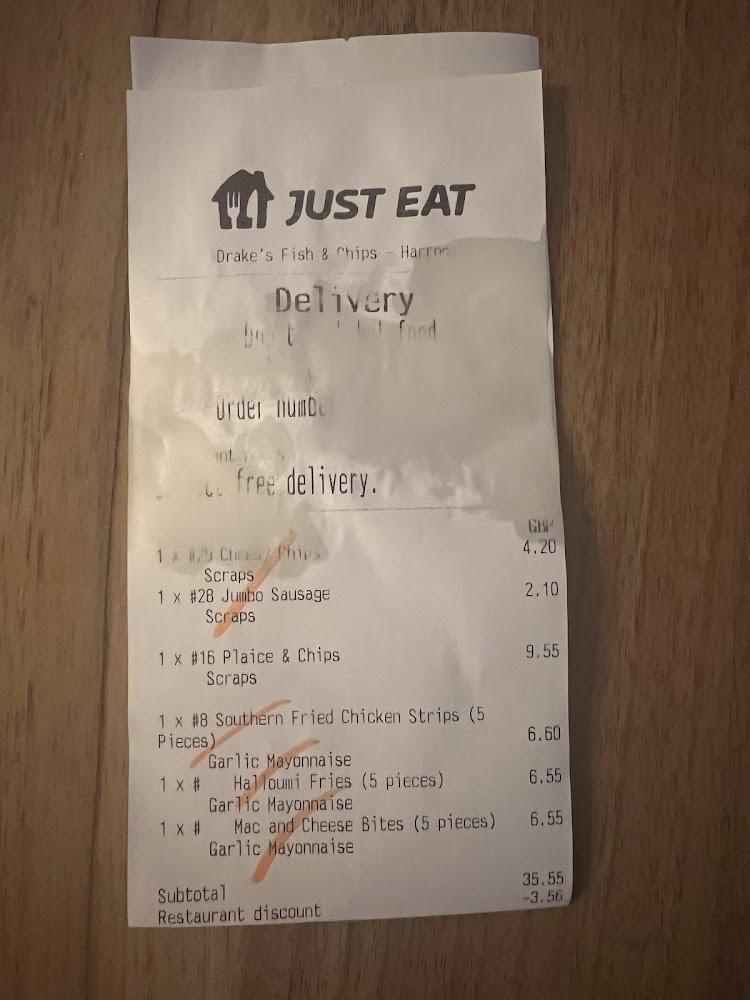 JUST EAT
Drake's Fish & Chips -
Delivery
food
Order
free delivery.
GBP
1 x #29 Cheesy Chips 4.20
Scraps
1 x #28 Jumbo Sausage 2.10
Scraps
1 x #16 Plaice & Chips 9.55
Scraps
1 x #8 Southern Fried Chicken Strips (5
Pieces) 6.60
Garlic Mayonnaise
1 x # Halloumi Fries (5 pieces) 6.55
Garlic Mayonnaise
1 x # Mac and Cheese Bites (5 pieces) 6.55
Garlic Mayonnaise
Subtotal 35.55
Restaurant discount -3.56